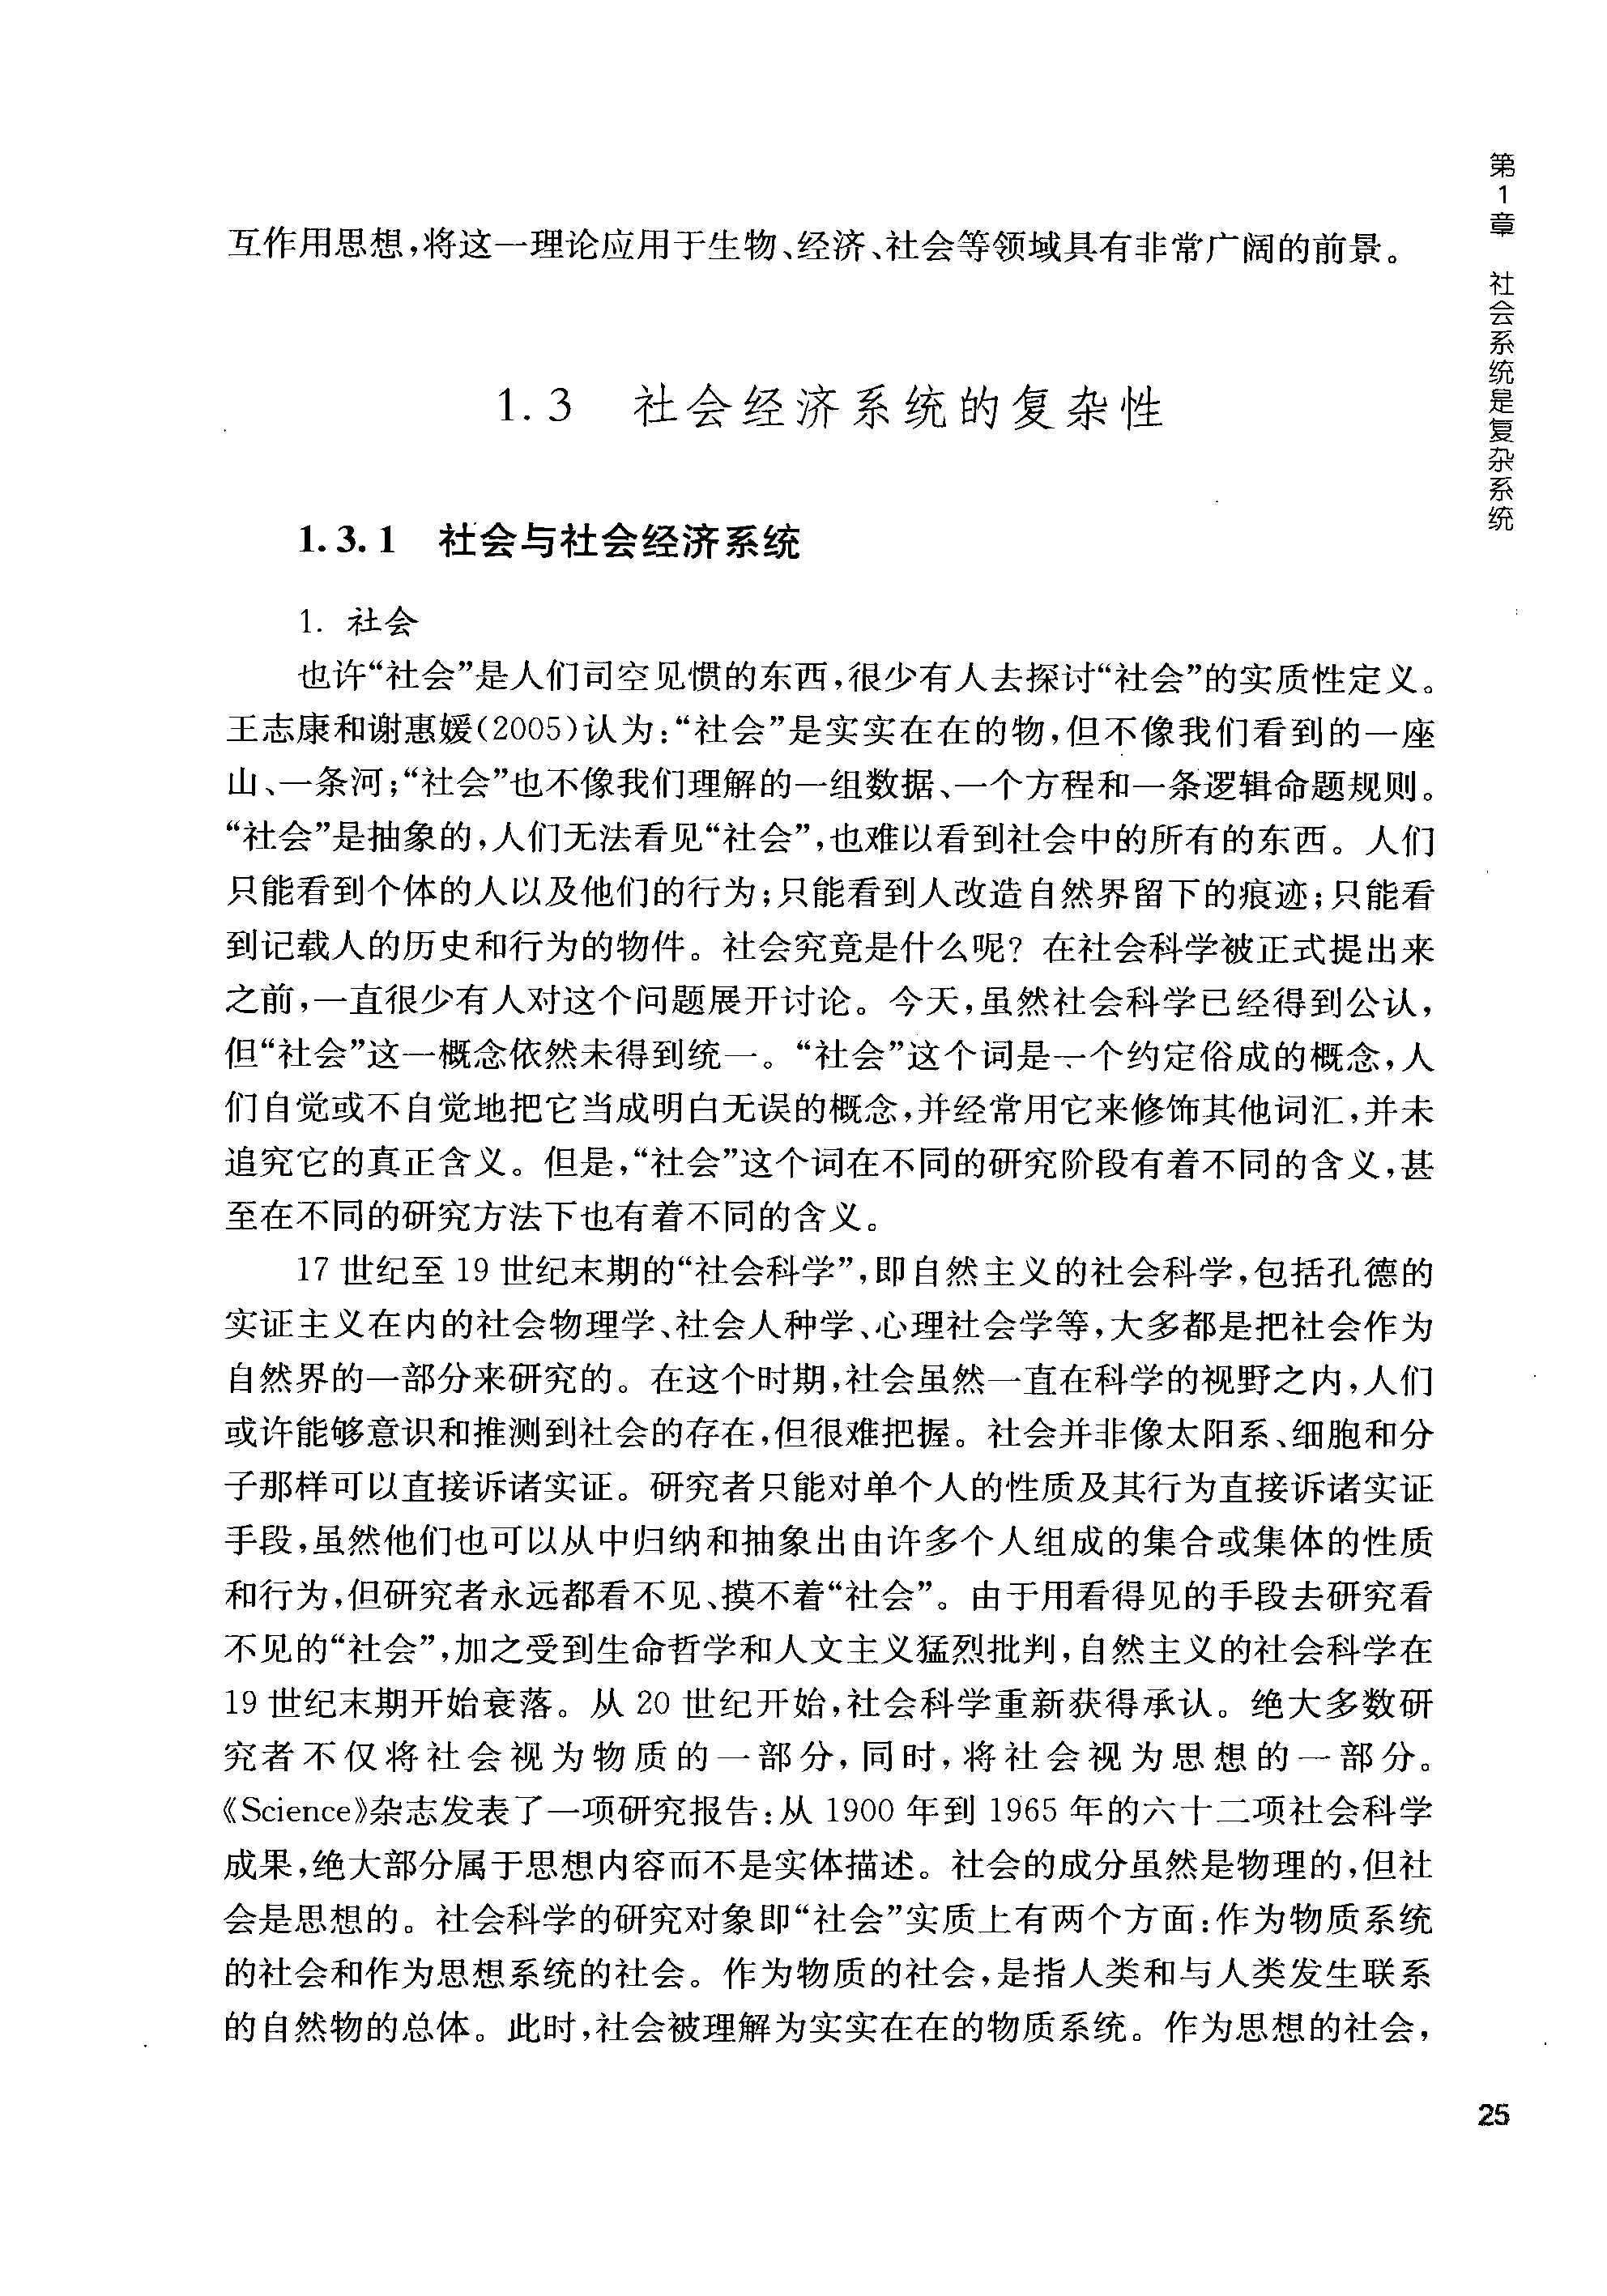 第1章 社会系统是复杂系统
互作用思想,将这一理论应用于生物、经济、社会等领域具有非常广阔的前景。
1.3 社会经济系统的复杂性
1.3.1 社会与社会经济系统
1. 社会
也许“社会”是人们司空见惯的东西,很少有人去探讨“社会”的实质性定义。
王志康和谢惠媛(2005)认为:“社会”是实实在在的物,但不像我们看到的一座
山、一条河;“社会”也不像我们理解的一组数据、一个方程和一条逻辑命题规则。
“社会”是抽象的,人们无法看见“社会”,也难以看到社会中的所有的东西。人们
只能看到个体的人以及他们的行为;只能看到人改造自然界留下的痕迹;只能看
到记载人的历史和行为的物件。社会究竟是什么呢?在社会科学被正式提出来
之前,一直很少有人对这个问题展开讨论。今天,虽然社会科学已经得到公认,
但“社会”这一概念依然未得到统一。“社会”这个词是一个约定俗成的概念,人
们自觉或不自觉地把它当成明白无误的概念,并经常用它来修饰其他词汇,并未
追究它的真正含义。但是,“社会”这个词在不同的研究阶段有着不同的含义,甚
至在不同的研究方法下也有着不同的含义。
17世纪至19世纪末期的“社会科学”,即自然主义的社会科学,包括孔德的
实证主义在内的社会物理学、社会人种学、心理社会学等,大多都是把社会作为
自然界的一部分来研究的。在这个时期,社会虽然一直在科学的视野之内,人们
或许能够意识和推测到社会的存在,但很难把握。社会并非像太阳系、细胞和分
子那样可以直接诉诸实证。研究者只能对单个人的性质及其行为直接诉诸实证
手段,虽然他们也可以从中归纳和抽象出由许多个人组成的集合或集体的性质
和行为,但研究者永远都看不见、摸不着“社会”。由于用看得见的手段去研究看
不见的“社会”,加之受到生命哲学和人文主义猛烈批判,自然主义的社会科学在
19世纪末期开始衰落。从20世纪开始,社会科学重新获得承认。绝大多数研
究者不仅将社会视为物质的一部分,同时,将社会视为思想的一部分。
《Science》杂志发表了一项研究报告:从1900年到1965年的六十二项社会科学
成果,绝大部分属于思想内容而不是实体描述。社会的成分虽然是物理的,但社
会是思想的。社会科学的研究对象即“社会”实质上有两个方面:作为物质系统
的社会和作为思想系统的社会。作为物质的社会,是指人类和与人类发生联系
的自然物的总体。此时,社会被理解为实实在在的物质系统。作为思想的社会,
25